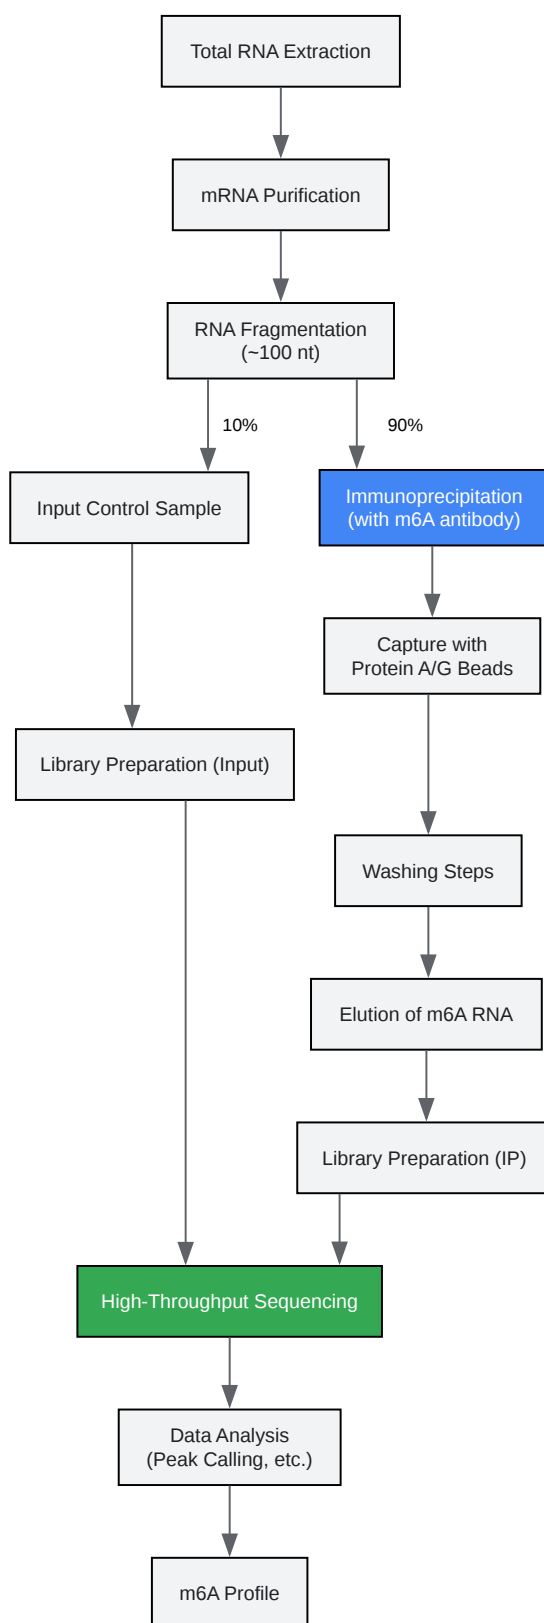 Total RNA Extraction
mRNA Purification
RNA Fragmentation
(~100 nt)
10%
90%
Input Control Sample
Immunoprecipitation
(with m6A antibody)
Capture with
Protein A/G Beads
Library Preparation (Input)
Washing Steps
Elution of m6A RNA
Library Preparation (IP)
High-Throughput Sequencing
Data Analysis
(Peak Calling, etc.)
m6A Profile